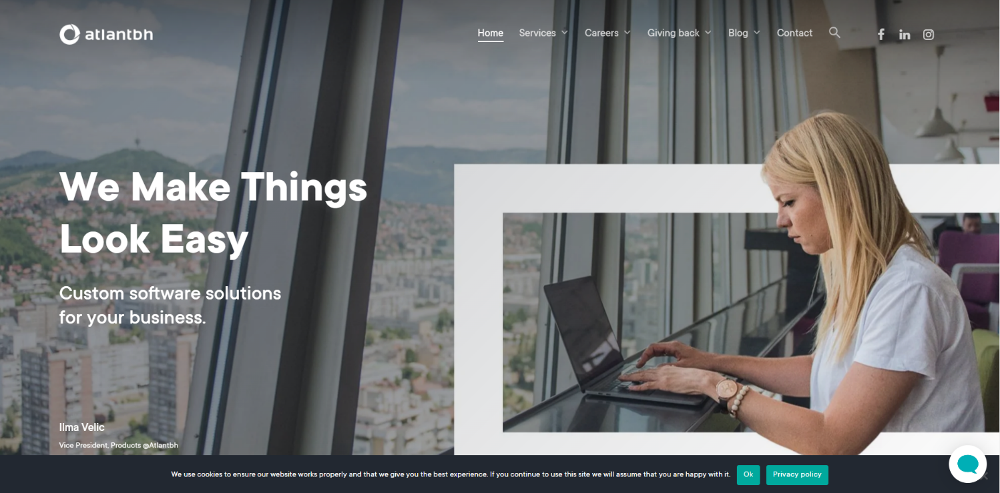 atlantbh
Home Services Careers Giving back Blog Contact
We Make Things
Look Easy
Custom software solutions
for your business.
Ilma Velic
Vice President, Products @Atlantbh
We use cookies to ensure our website works properly and that we give you the best experience. If you continue to use this site we will assume that you are happy with it. Ok Privacy policy